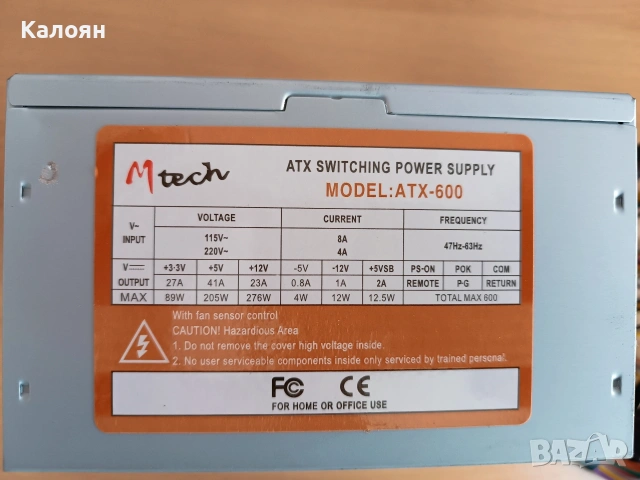 Калоян
Mtech
ATX SWITCHING POWER SUPPLY
MODEL:ATX-600
V~ INPUT VOLTAGE CURRENT FREQUENCY
115V~ 8A 47Hz-63Hz
220V~ 4A
V⎓ +3·3V +5V +12V -5V -12V +5VSB PS-ON POK COM
OUTPUT 27A 41A 23A 0.8A 1A 2A REMOTE P-G RETURN
MAX 89W 205W 276W 4W 12W 12.5W TOTAL MAX 600
With fan sensor control
CAUTION! Hazardous Area
1. Do not remove the cover high voltage inside.
2. No user serviceable components inside only serviced by trained personal.
FC CE
FOR HOME OR OFFICE USE
BAZAR